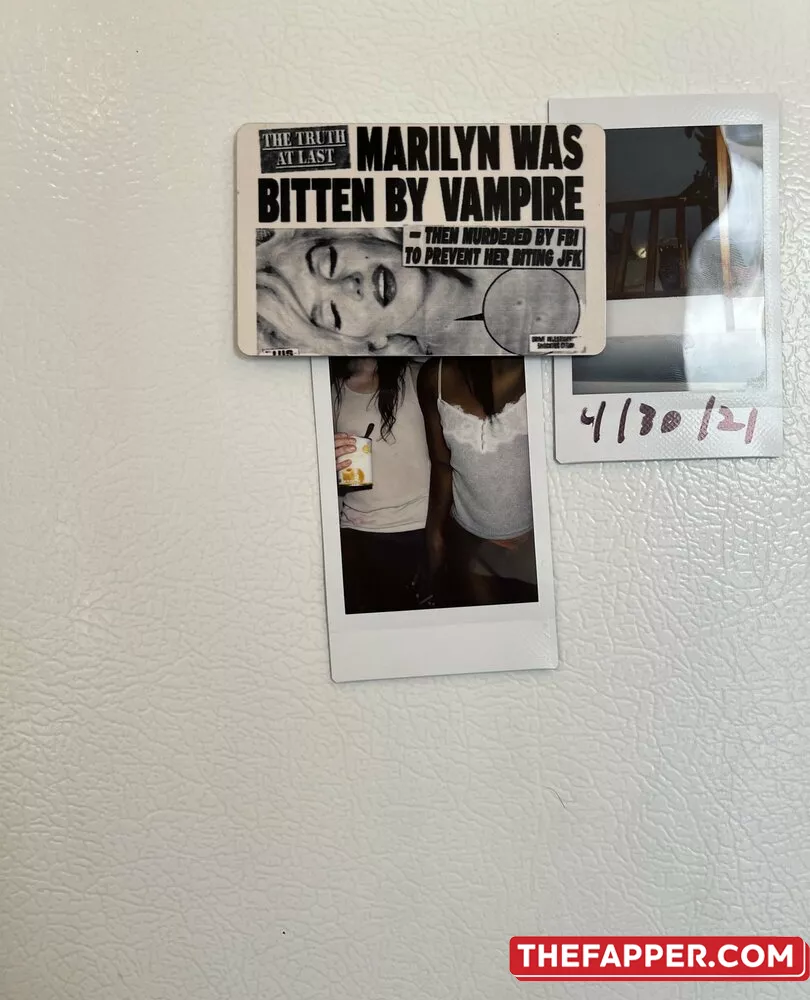 THE TRUTH
AT LAST
MARILYN WAS
BITTEN BY VAMPIRE
– THEN MURDERED BY FBI
TO PREVENT HER BITING JFK
4/30/21
THEFAPPER.COM